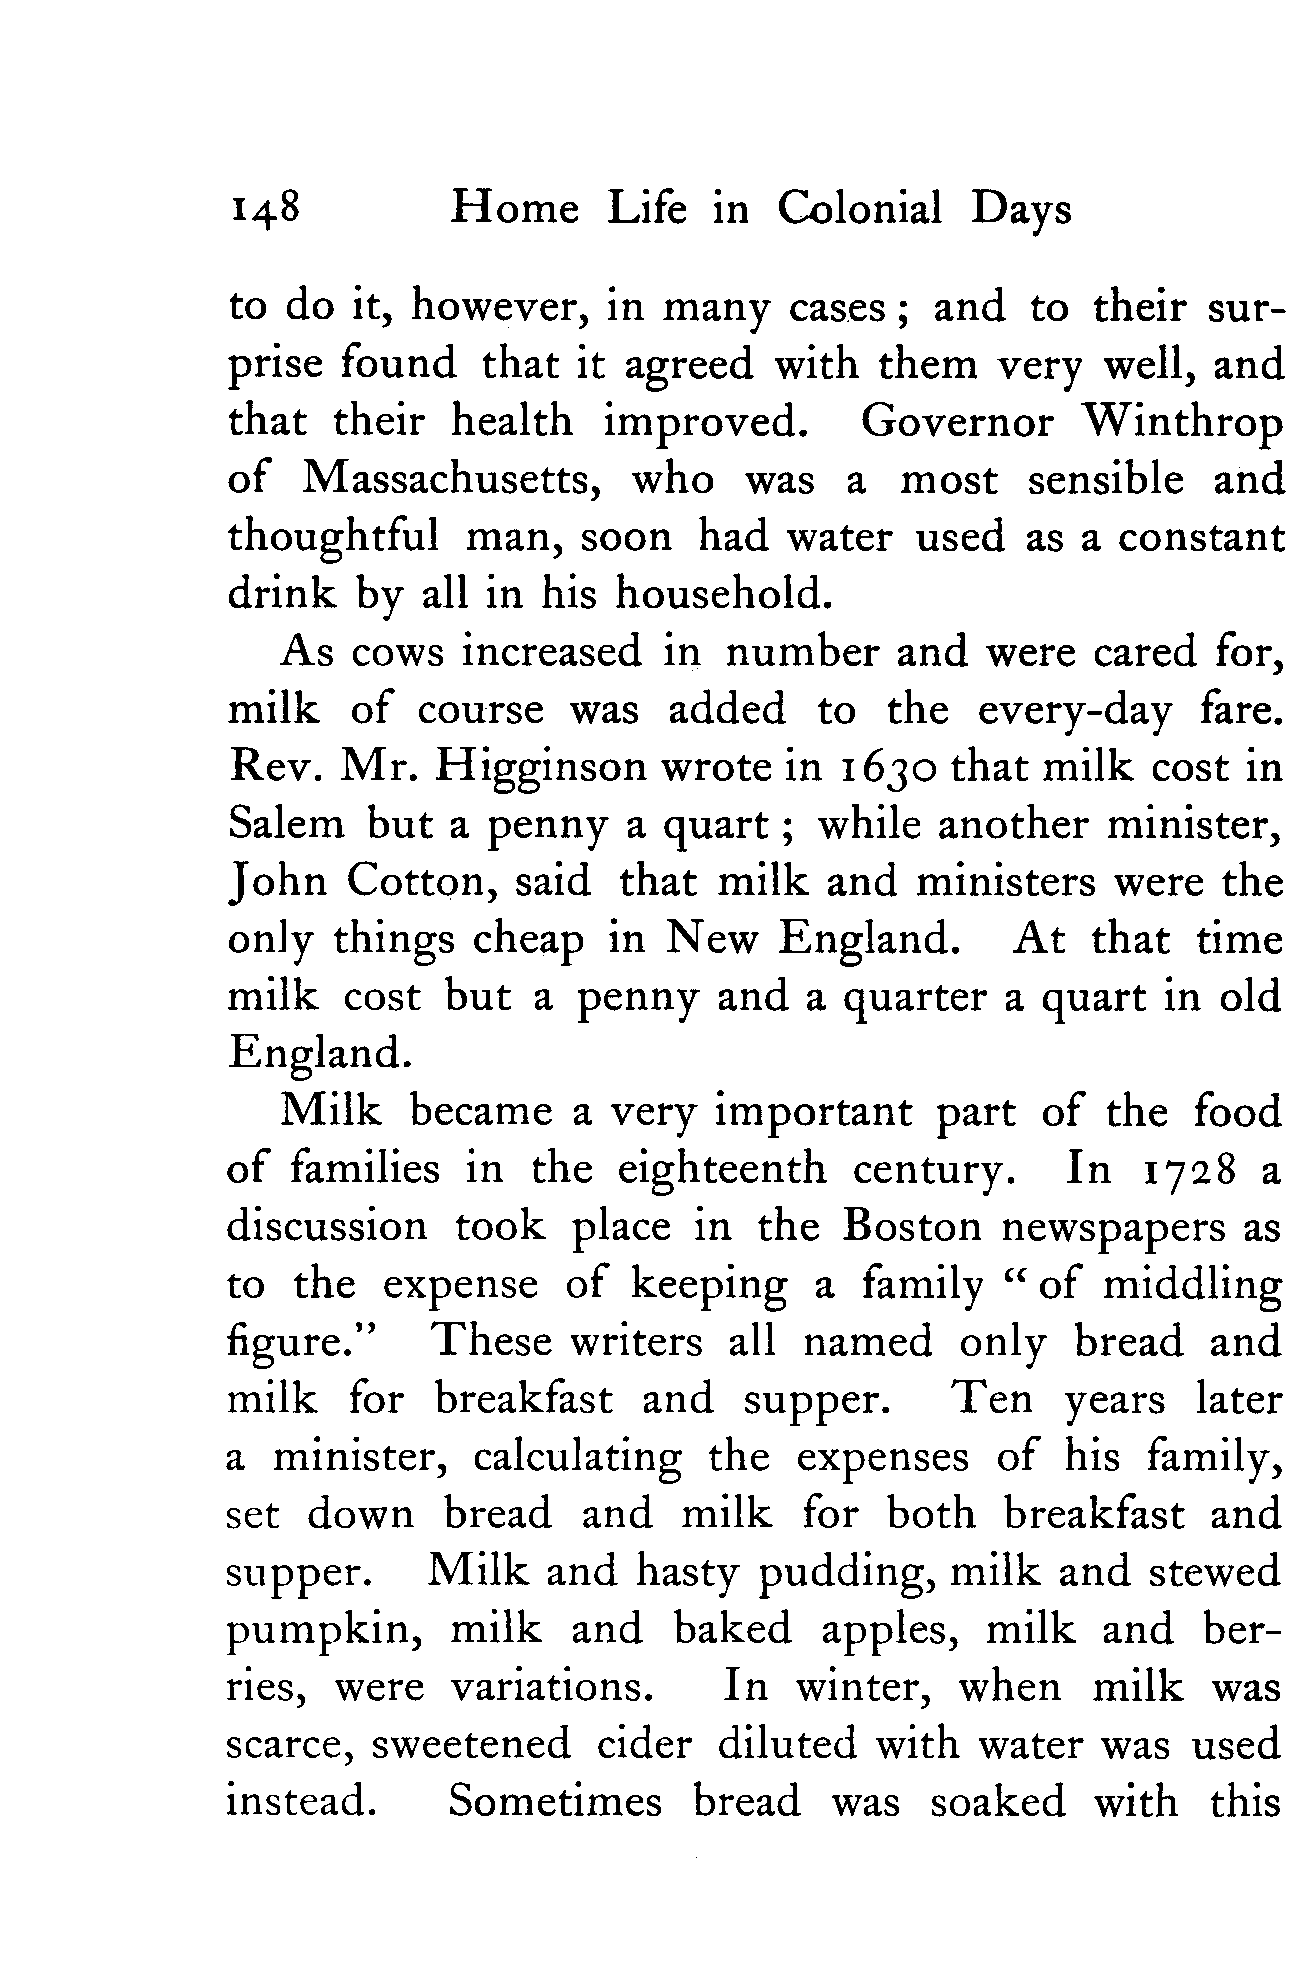 148 Home Life in Colonial Days
to do it, however, in many cases ; and to their sur-
prise found that it agreed with them very well, and
that their health improved. Governor Winthrop
of Massachusetts, who was a most sensible and
thoughtful man, soon had water used as a constant
drink by all in his household.
As cows increased in number and were cared for,
milk of course was added to the every-day fare.
Rev. Mr. Higginson wrote in 1630 that milk cost in
Salem but a penny a quart ; while another minister,
John Cotton, said that milk and ministers were the
only things cheap in New England. At that time
milk cost but a penny and a quarter a quart in old
England.
Milk became a very important part of the food
of families in the eighteenth century. In 1728 a
discussion took place in the Boston newspapers as
to the expense of keeping a family “ of middling
figure.” These writers all named only bread and
milk for breakfast and supper. Ten years later
a minister, calculating the expenses of his family,
set down bread and milk for both breakfast and
supper. Milk and hasty pudding, milk and stewed
pumpkin, milk and baked apples, milk and ber-
ries, were variations. In winter, when milk was
scarce, sweetened cider diluted with water was used
instead. Sometimes bread was soaked with this